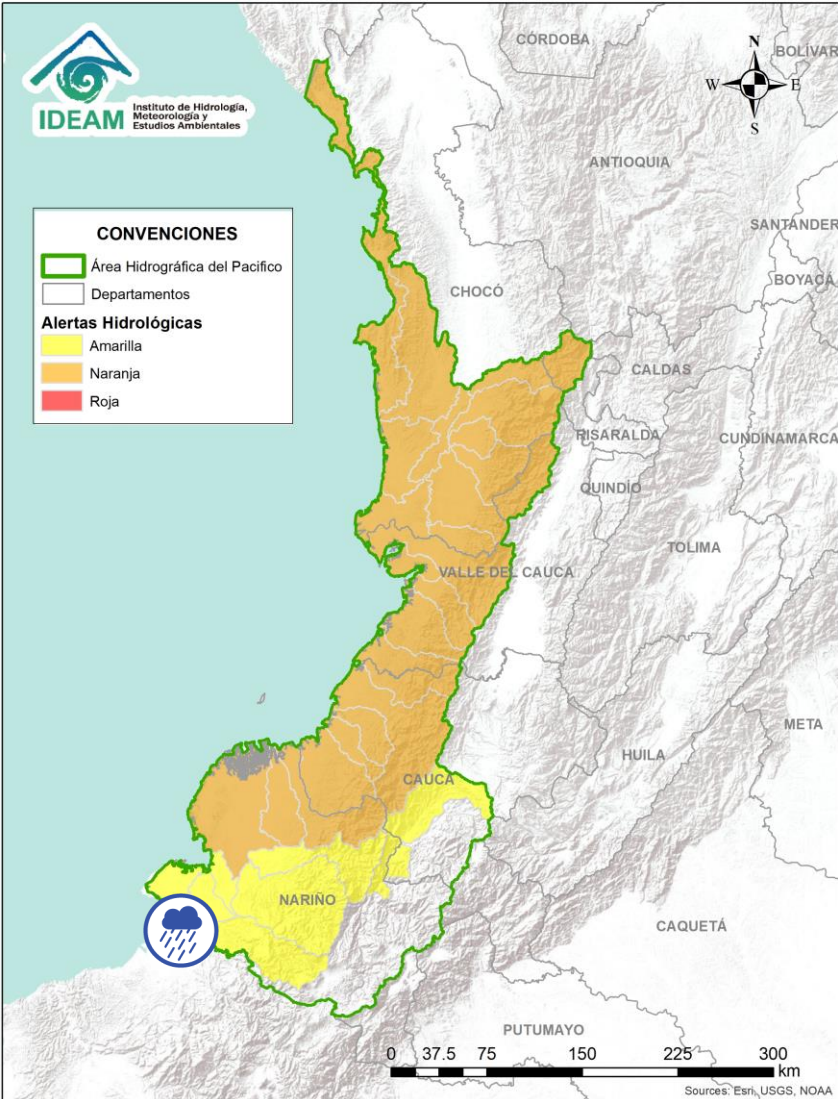 IDEAM
Instituto de Hidrología,
Meteorología y
Estudios Ambientales
CONVENCIONES
Área Hidrográfica del Pacifico
Departamentos
Alertas Hidrológicas
Amarilla
Naranja
Roja
N
W
E
S
CÓRDOBA
BOLÍVAR
ANTIOQUIA
SANTANDER
BOYACÁ
CHOCÓ
CALDAS
RISARALDA
CUNDINAMARCA
QUINDÍO
TOLIMA
VALLE DEL CAUCA
META
HUILA
CAUCA
NARIÑO
CAQUETÁ
PUTUMAYO
0 37.5 75 150 225 300
km
Sources: Esri, USGS, NOAA